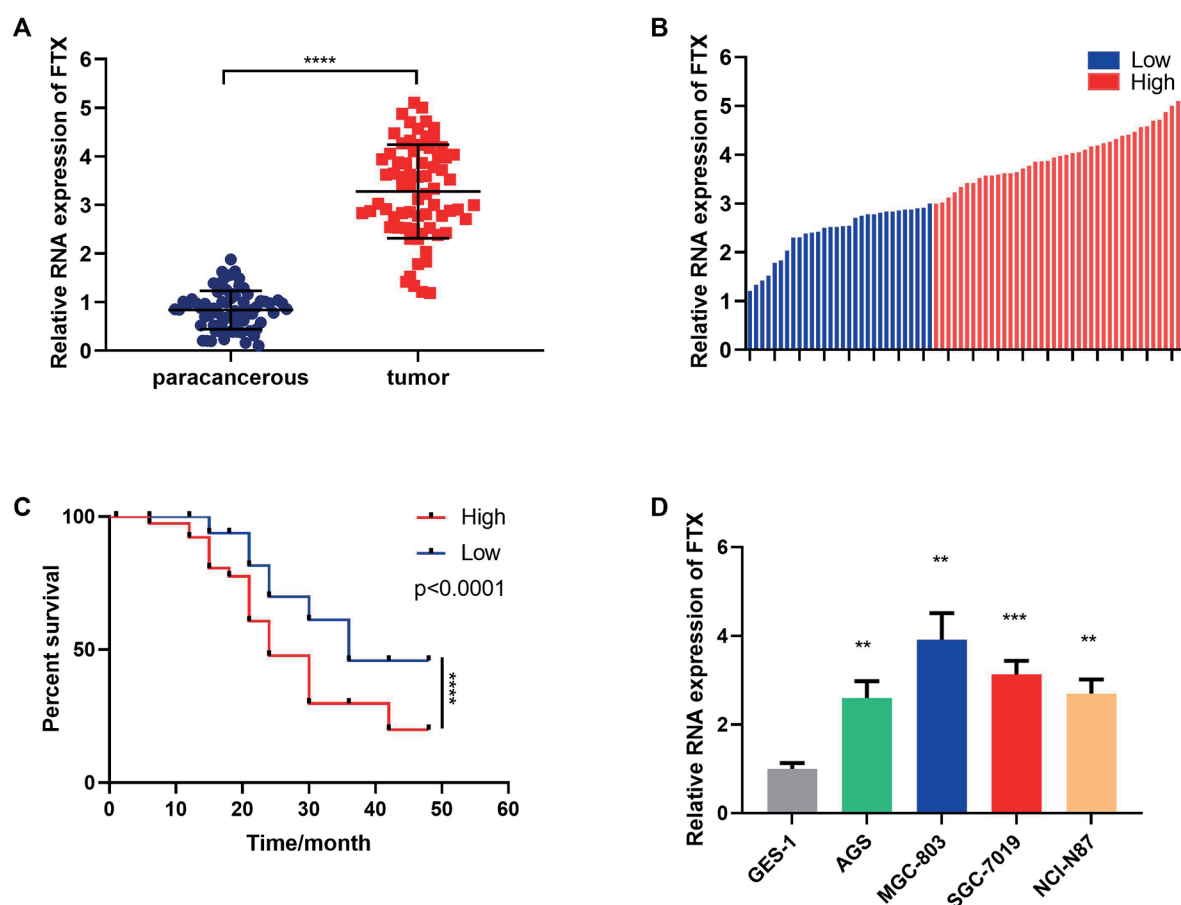 A
Relative RNA expression of FTX
6
5
4
3
2
1
0
****
paracancerous
tumor
B
Relative RNA expression of FTX
6
5
4
3
2
1
0
Low
High
C
Percent survival
100
50
0
High
Low
p<0.0001
****
0
10
20
30
40
50
60
Time/month
D
Relative RNA expression of FTX
6
4
2
0
**
**
***
**
GES-1
AGS
MGC-803
SGC-7019
NCI-N87